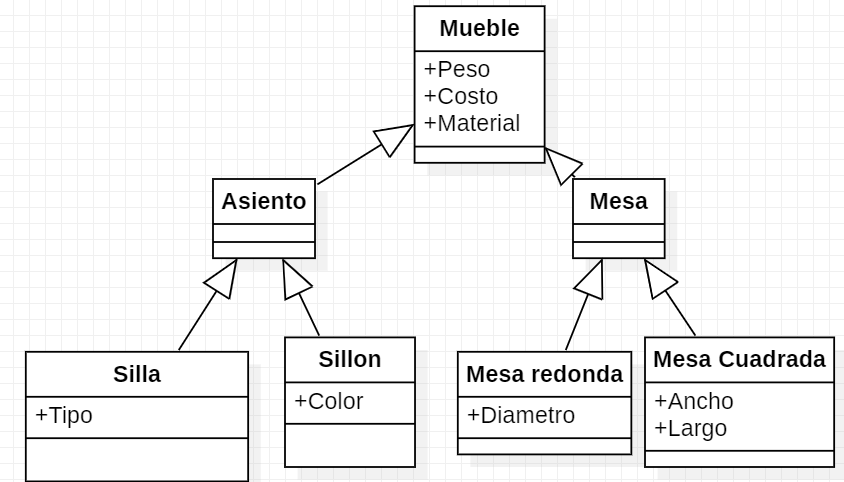 Mueble
+Peso
+Costo
+Material
Asiento
Mesa
Silla
+Tipo
Sillon
+Color
Mesa redonda
+Diametro
Mesa Cuadrada
+Ancho
+Largo